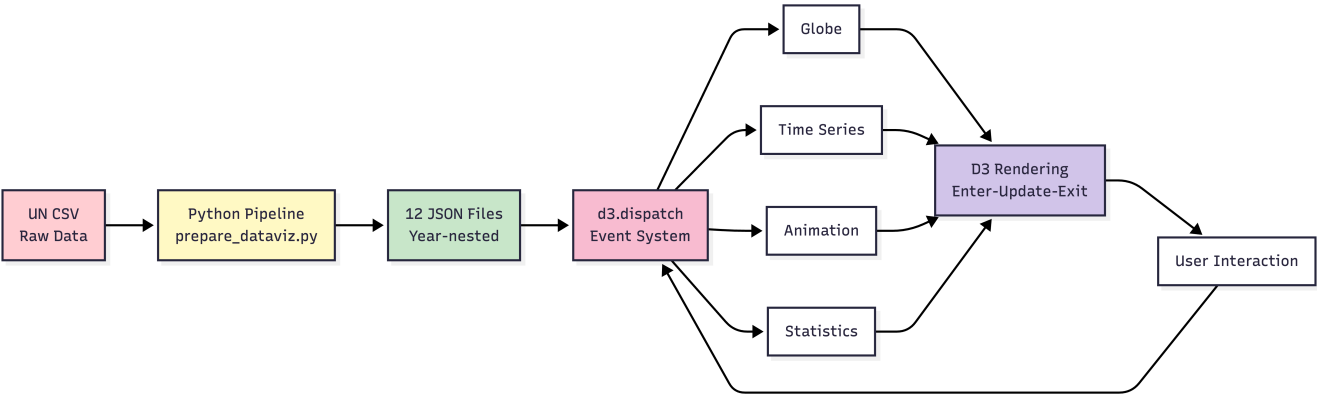 UN CSV
Raw Data
Python Pipeline
prepare_dataviz.py
12 JSON Files
Year-nested
d3.dispatch
Event System
Globe
Time Series
Animation
Statistics
D3 Rendering
Enter-Update-Exit
User Interaction